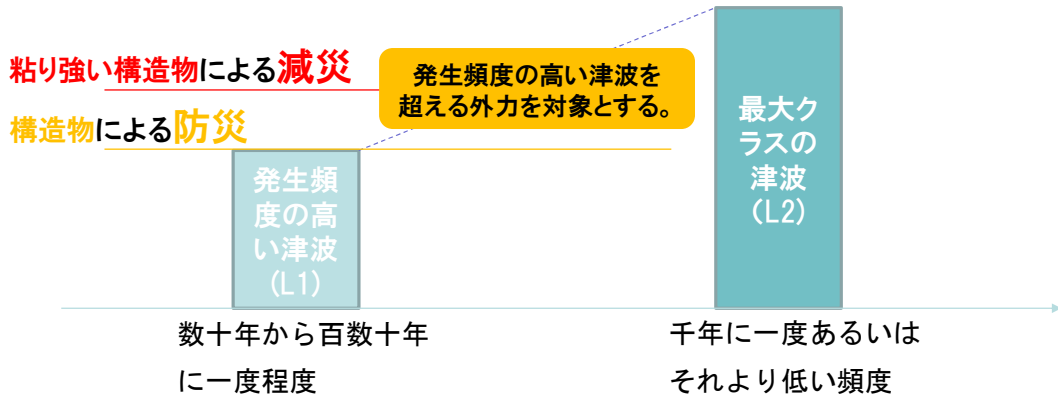 粘り強い構造物による減災
構造物による防災
発生頻度の高い津波を
超える外力を対象とする。
発生頻
度の高
い津波
(L1)
最大ク
ラスの
津波
(L2)
数十年から百数十年
に一度程度
千年に一度あるいは
それより低い頻度